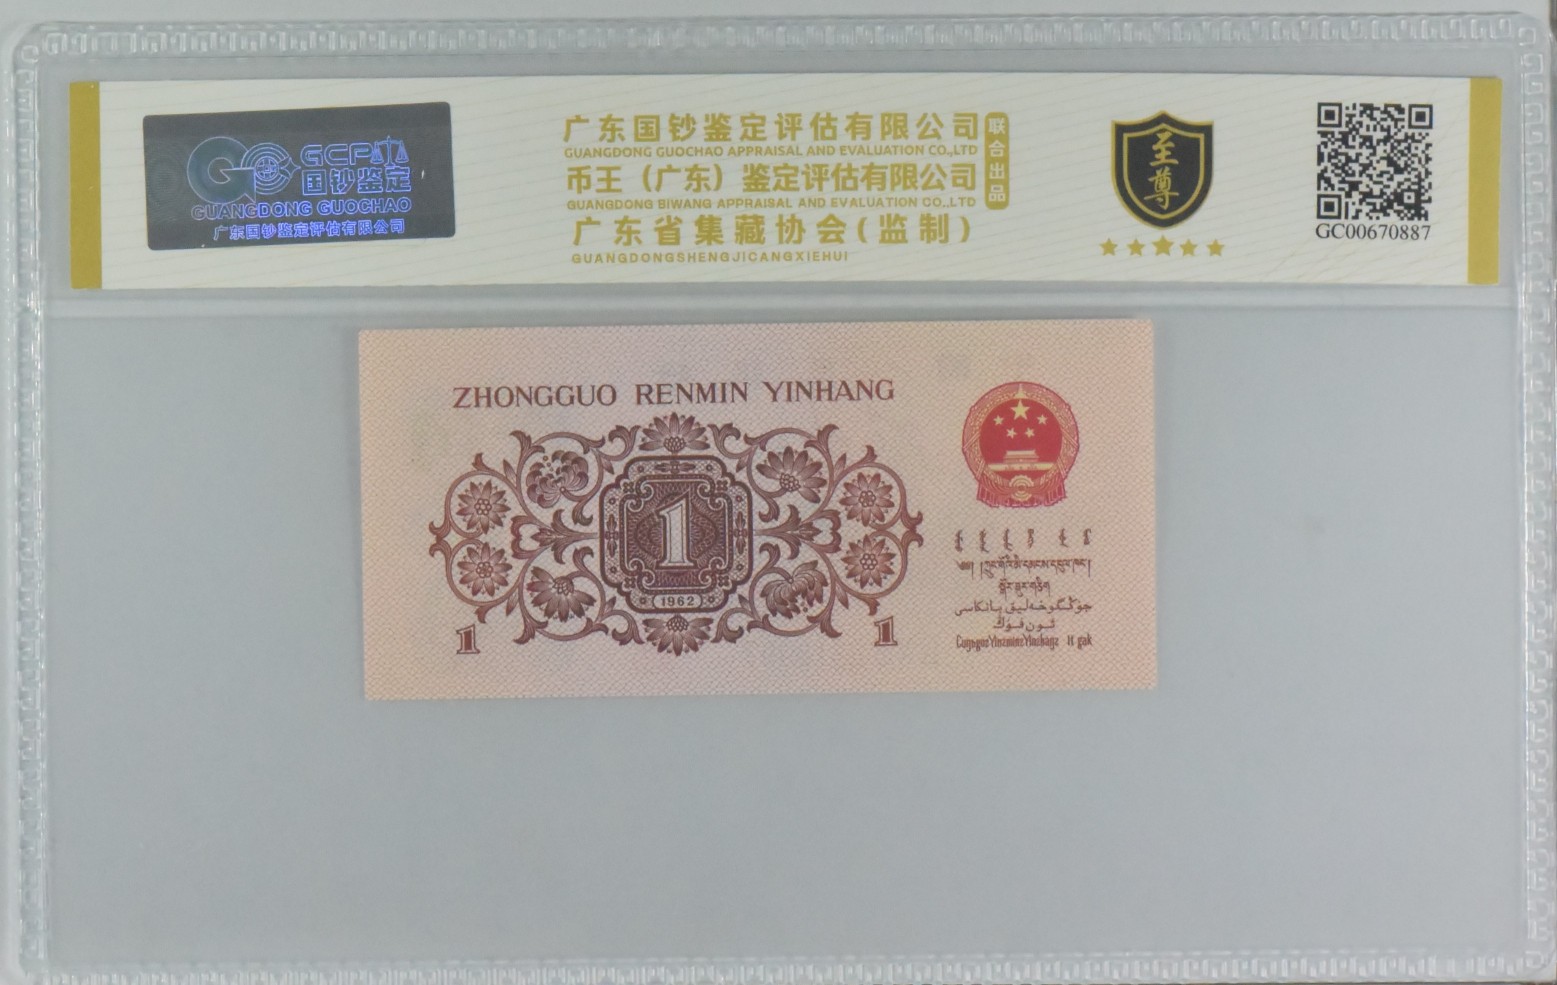 GCP
国钞鉴定
GUANGDONG GUOCHAO
广东国钞鉴定评估有限公司
广东国钞鉴定评估有限公司
GUANGDONG GUOCHAO APPRAISAL AND EVALUATION CO.,LTD
币王（广东）鉴定评估有限公司
GUANGDONG BIWANG APPRAISAL AND EVALUATION CO.,LTD
联合出品
广东省集藏协会(监制)
GUANGDONGSHENGJICANGXIEHUI
至尊
GC00670887
ZHONGGUO RENMIN YINHANG
1
(1962)
1
1
جۇڭگوخەلىق بانكاسى
ئون فۇڭ